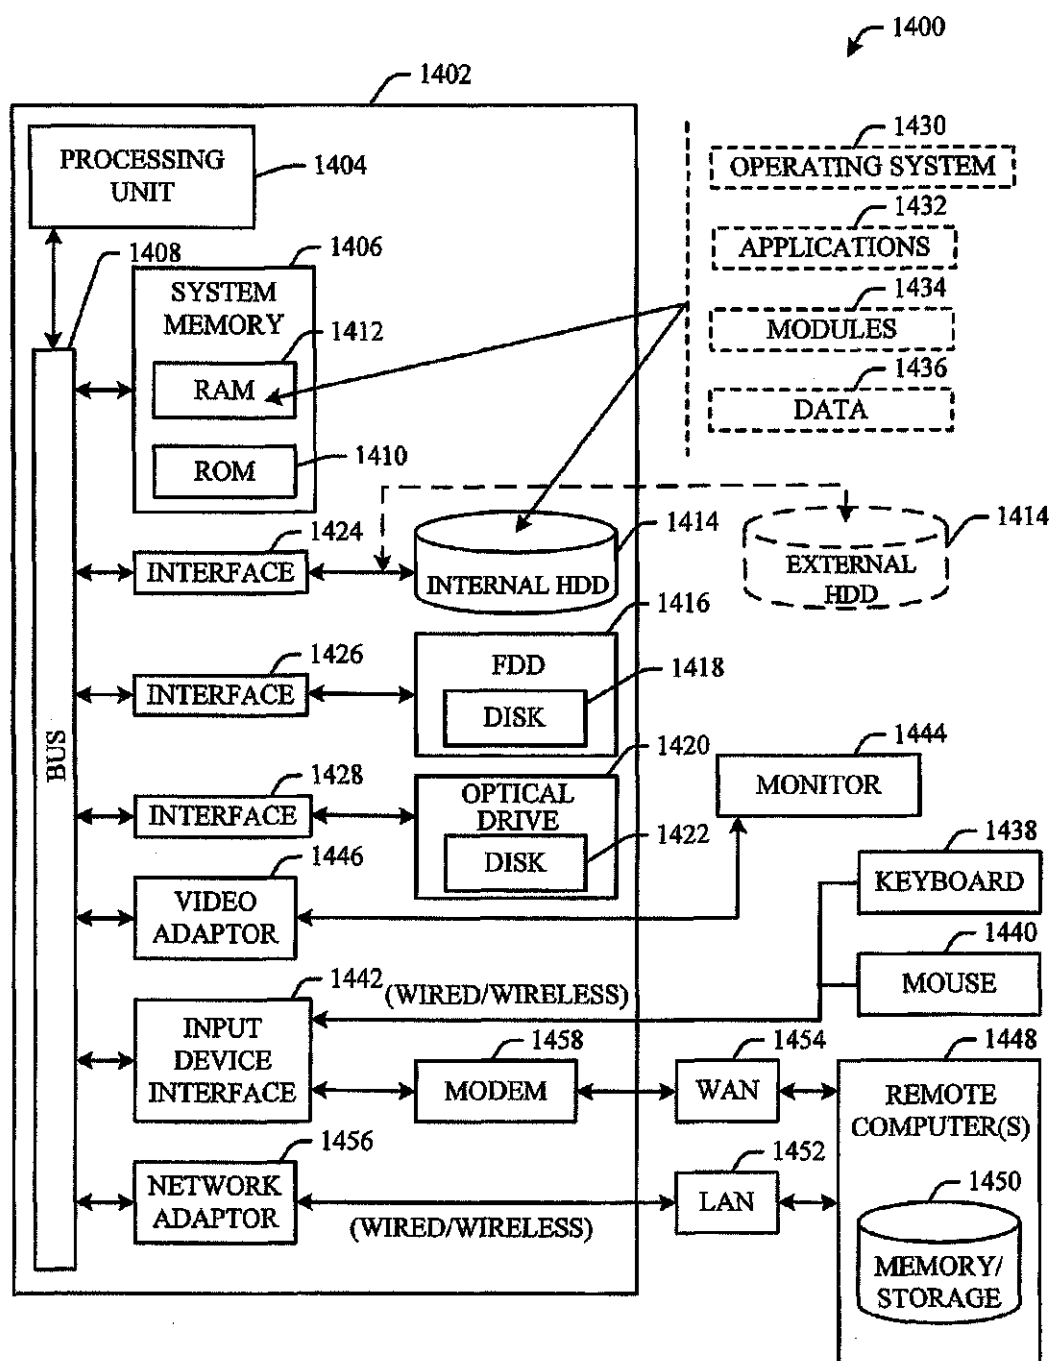 1400
1402
PROCESSING
UNIT
1404
1430
OPERATING SYSTEM
1432
APPLICATIONS
1434
MODULES
1436
DATA
1408
1406
SYSTEM
MEMORY
1412
RAM
1410
ROM
BUS
1424
INTERFACE
1414
INTERNAL HDD
1414
EXTERNAL
HDD
1426
INTERFACE
1416
FDD
1418
DISK
1428
INTERFACE
1420
OPTICAL
DRIVE
1422
DISK
1444
MONITOR
1446
VIDEO
ADAPTOR
1438
KEYBOARD
1440
MOUSE
1442
(WIRED/WIRELESS)
INPUT
DEVICE
INTERFACE
1458
MODEM
1454
WAN
1448
REMOTE
COMPUTER(S)
1456
NETWORK
ADAPTOR
(WIRED/WIRELESS)
1452
LAN
1450
MEMORY/
STORAGE